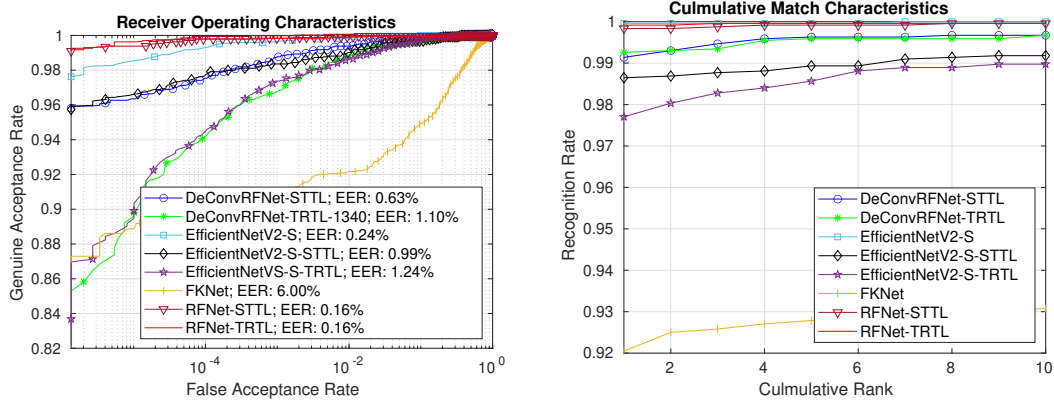 Receiver Operating Characteristics
1
0.98
0.96
0.94
0.92
0.9
0.88
0.86
0.84
0.82
Genuine Acceptance Rate
DeConvRFNet-STTL; EER: 0.63%
DeConvRFNet-TRTL-1340; EER: 1.10%
EfficientNetV2-S; EER: 0.24%
EfficientNetV2-S-STTL; EER: 0.99%
EfficientNetVS-S-TRTL; EER: 1.24%
FKNet; EER: 6.00%
RFNet-STTL; EER: 0.16%
RFNet-TRTL; EER: 0.16%
10^-4 10^-2 10^0
False Acceptance Rate
Culmulative Match Characteristics
1
0.99
0.98
0.97
0.96
0.95
0.94
0.93
0.92
Recognition Rate
DeConvRFNet-STTL
DeConvRFNet-TRTL
EfficientNetV2-S
EfficientNetV2-S-STTL
EfficientNetV2-S-TRTL
FKNet
RFNet-STTL
RFNet-TRTL
2 4 6 8 10
Culmulative Rank